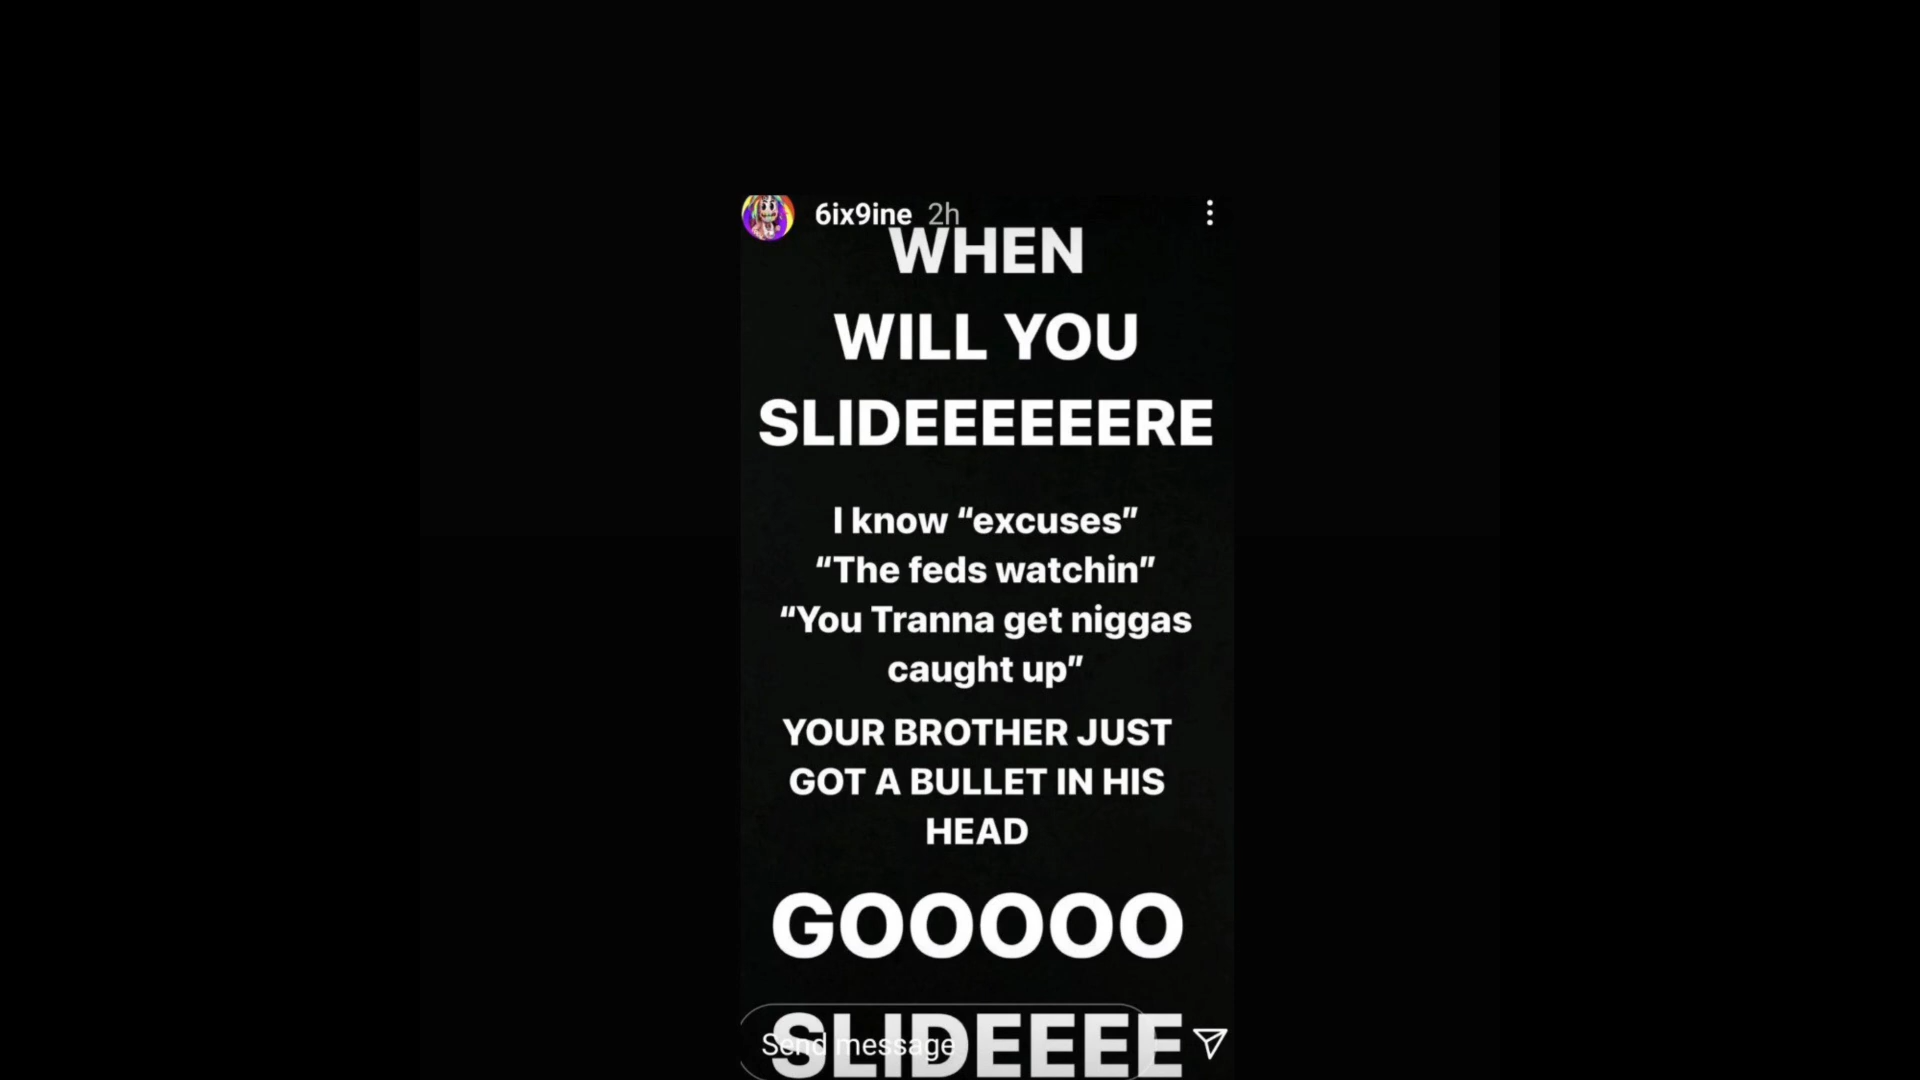 6ix9ine 2h
WHEN
WILL YOU
SLIDEEEEEERE
I know “excuses”
“The feds watchin”
“You Tranna get niggas
caught up”
YOUR BROTHER JUST
GOT A BULLET IN HIS
HEAD
GOOOOO
SLIDEEEE
Send message